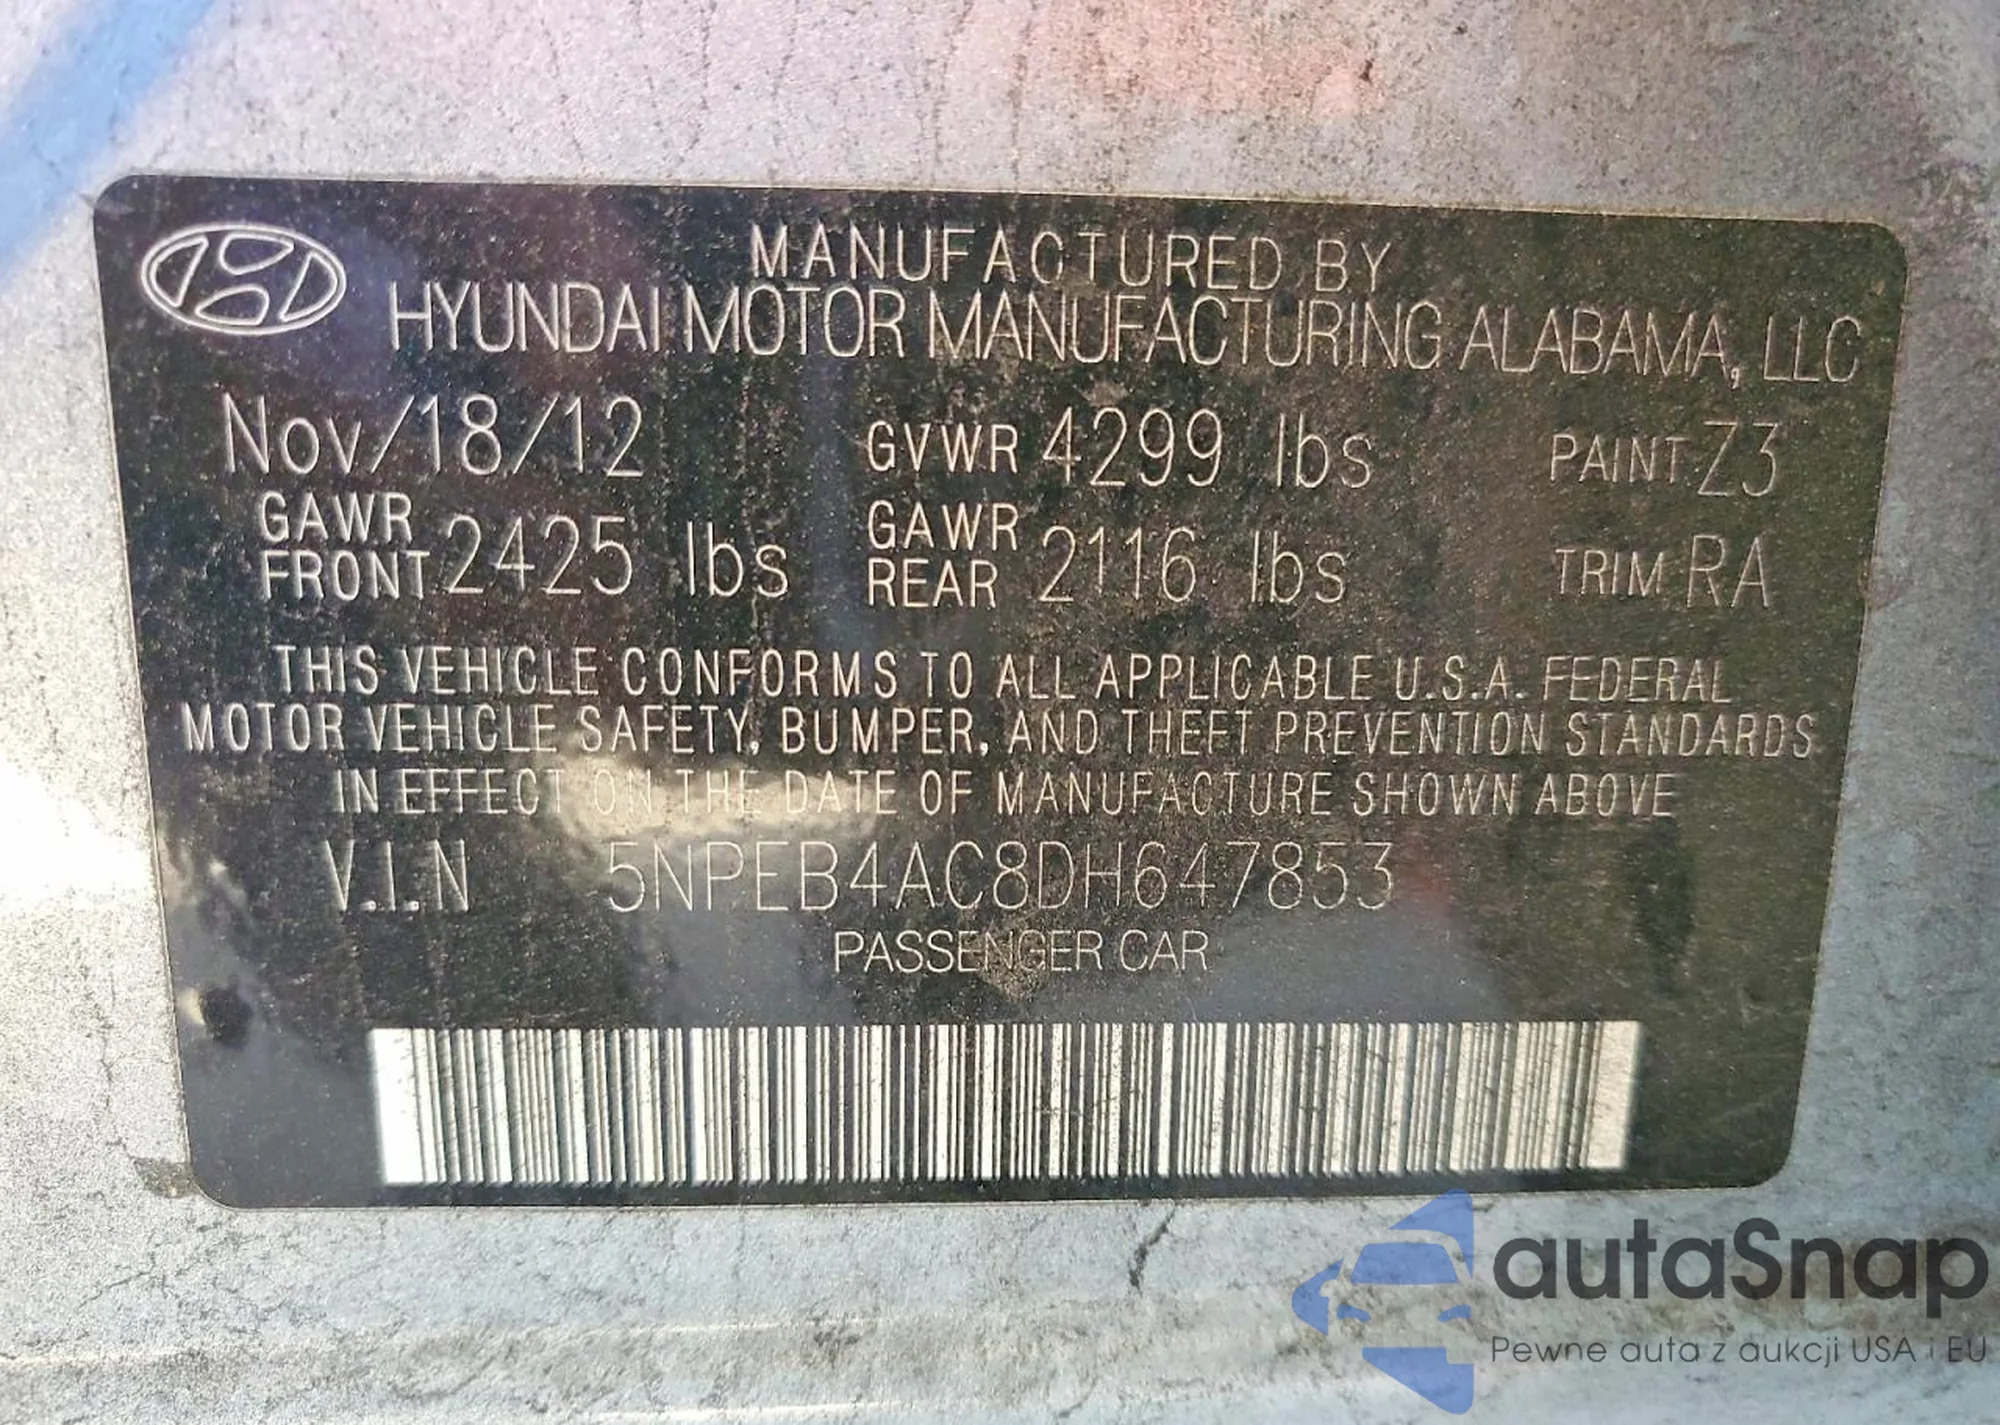 MANUFACTURED BY
HYUNDAI MOTOR MANUFACTURING ALABAMA, LLC
Nov/18/12 GVWR 4299 lbs PAINT Z3
GAWR FRONT 2425 lbs GAWR REAR 2116 lbs TRIM RA
THIS VEHICLE CONFORMS TO ALL APPLICABLE U.S.A. FEDERAL
MOTOR VEHICLE SAFETY, BUMPER, AND THEFT PREVENTION STANDARDS
IN EFFECT ON THE DATE OF MANUFACTURE SHOWN ABOVE
V.I.N 5NPEB4AC8DH647853
PASSENGER CAR
autaSnap
Pewne auta z aukcji USA i EU